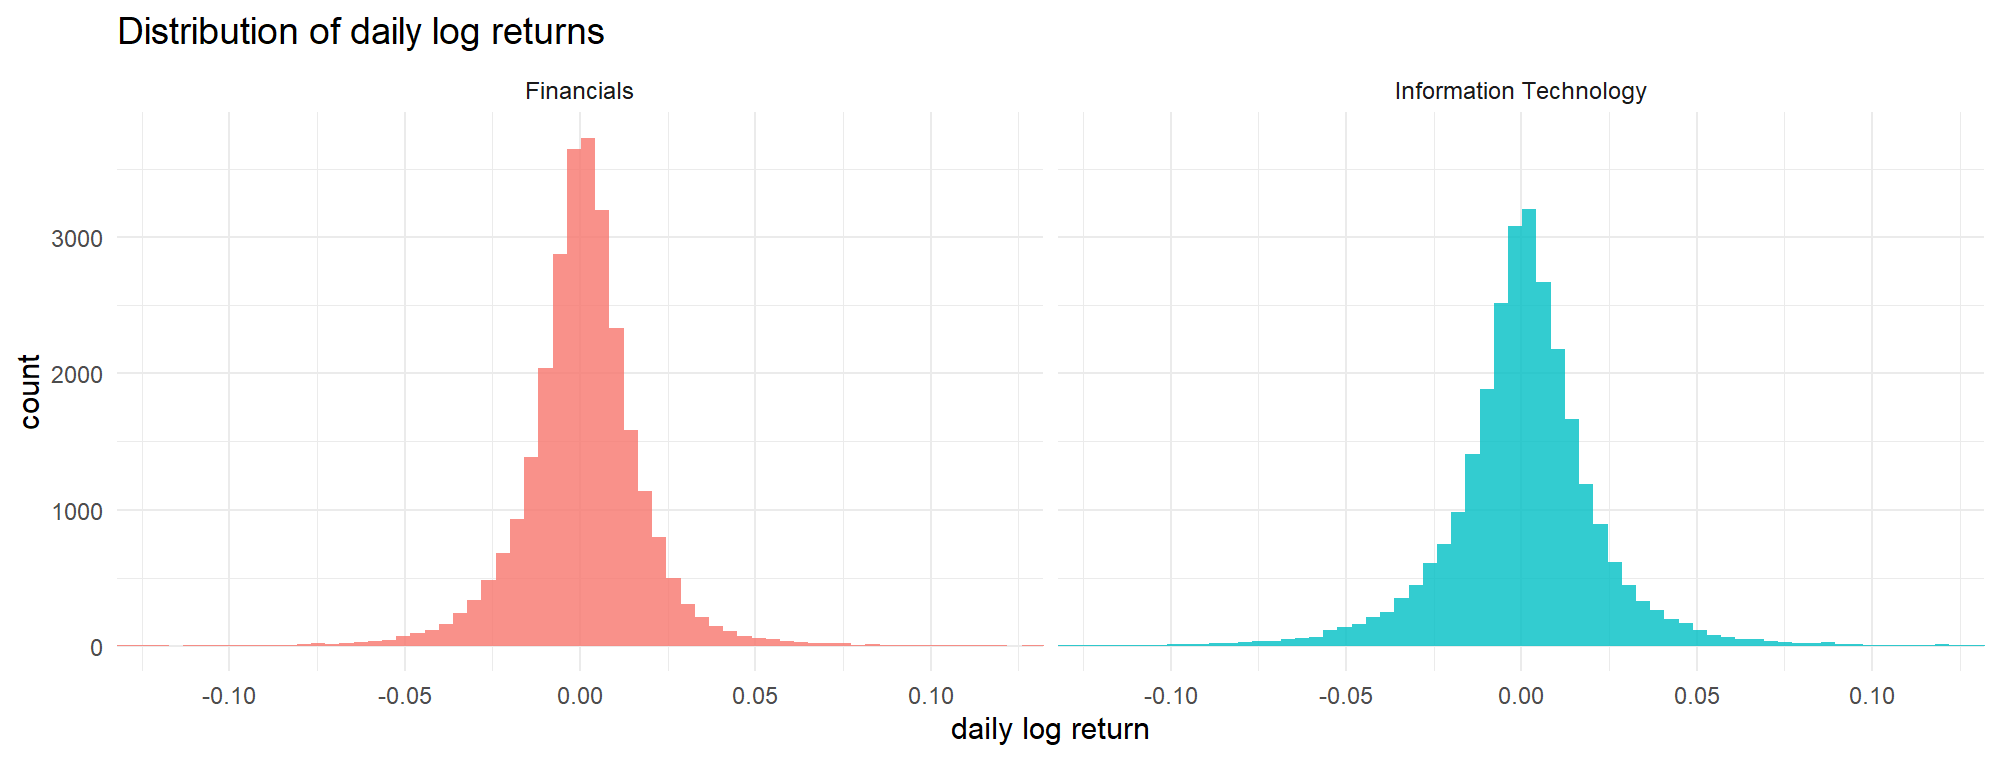 Distribution of daily log returns
Financials
Information Technology
count
3000
2000
1000
0
-0.10 -0.05 0.00 0.05 0.10
-0.10 -0.05 0.00 0.05 0.10
daily log return